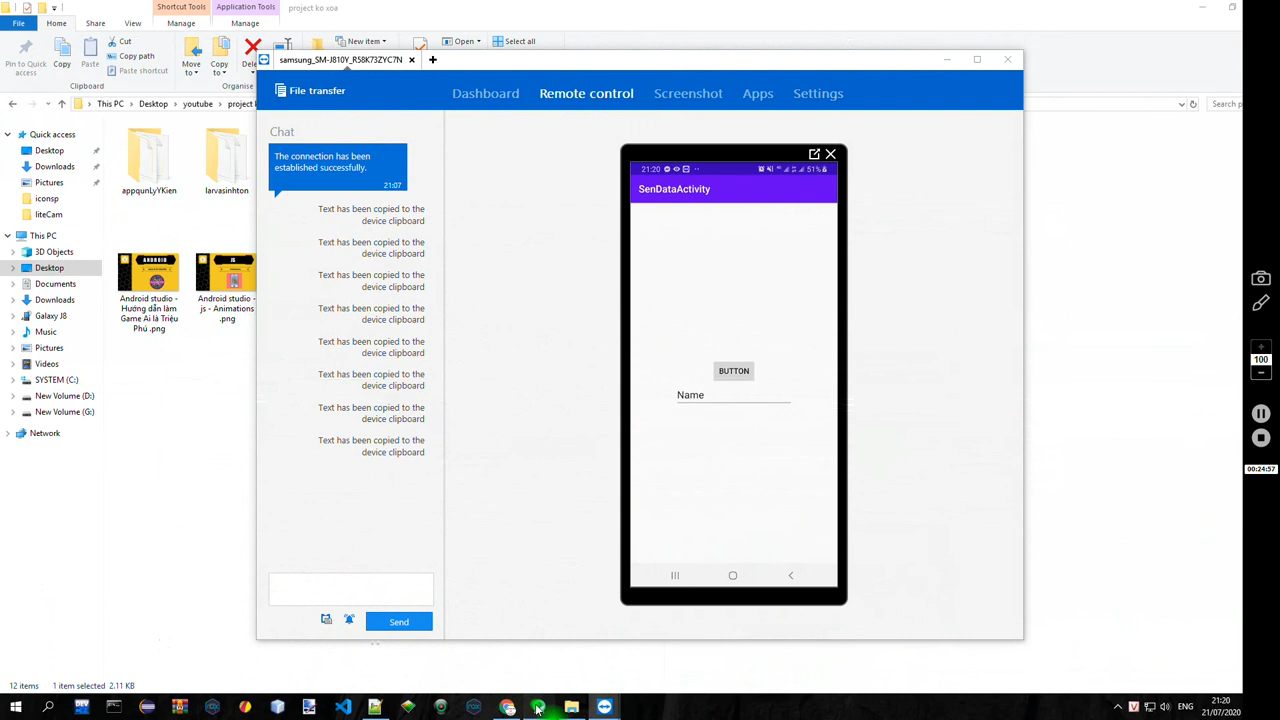 Shortcut Tools
Application Tools
project ko xoa
File
Home
Share
View
Manage
Manage
Pin to Quick access
Copy
Paste
Cut
Copy path
Paste shortcut
Move to
Copy to
New item
Open
Select all
Clipboard
Organise
This PC
Desktop
youtube
Search p
Quick access
Desktop
Downloads
Pictures
iconsp
liteCam
This PC
3D Objects
Desktop
Documents
Downloads
Galaxy J8
Music
Pictures
Videos
SYSTEM (C:)
New Volume (D:)
New Volume (G:)
Network
appqunLyYKien
larvasinhton
ANDROID
JS
Android studio -
Hướng dẫn làm
Game Ai là Triệu
Phú .png
Android studio -
js - Animations
.png
samsung_SM-J810Y_R58K73ZYC7N
File transfer
Dashboard
Remote control
Screenshot
Apps
Settings
Chat
The connection has been
established successfully.
21:07
Text has been copied to the
device clipboard
Text has been copied to the
device clipboard
Text has been copied to the
device clipboard
Text has been copied to the
device clipboard
Text has been copied to the
device clipboard
Text has been copied to the
device clipboard
Text has been copied to the
device clipboard
Text has been copied to the
device clipboard
Send
21:20
51%
SenDataActivity
BUTTON
Name
100
00:24:57
12 items
1 item selected 2.11 KB
ENG
21:20
21/07/2020